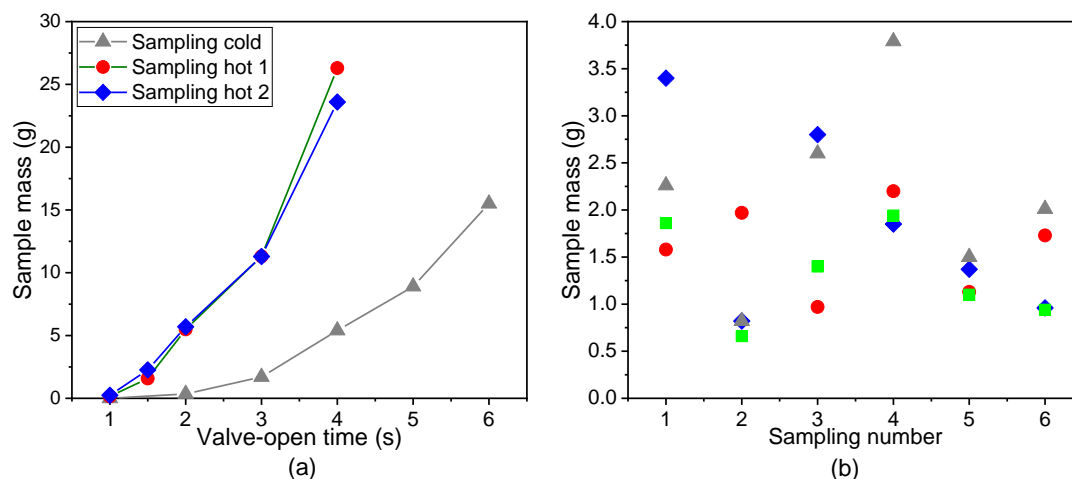 30
25
20
15
10
5
0
Sample mass (g)
Sampling cold
Sampling hot 1
Sampling hot 2
1 2 3 4 5 6
Valve-open time (s)
(a)
4.0
3.5
3.0
2.5
2.0
1.5
1.0
0.5
0.0
Sample mass (g)
1 2 3 4 5 6
Sampling number
(b)